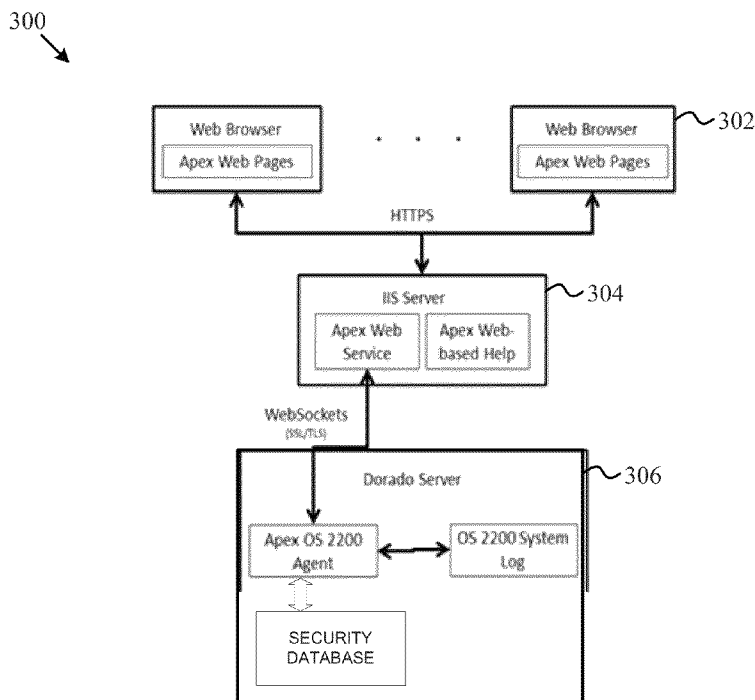 300
Web Browser
Apex Web Pages
. . .
Web Browser
Apex Web Pages
302
HTTPS
IIS Server
304
Apex Web
Service
Apex Web-
based Help
WebSockets
(SSL/TLS)
Dorado Server
306
Apex OS 2200
Agent
OS 2200 System
Log
SECURITY
DATABASE